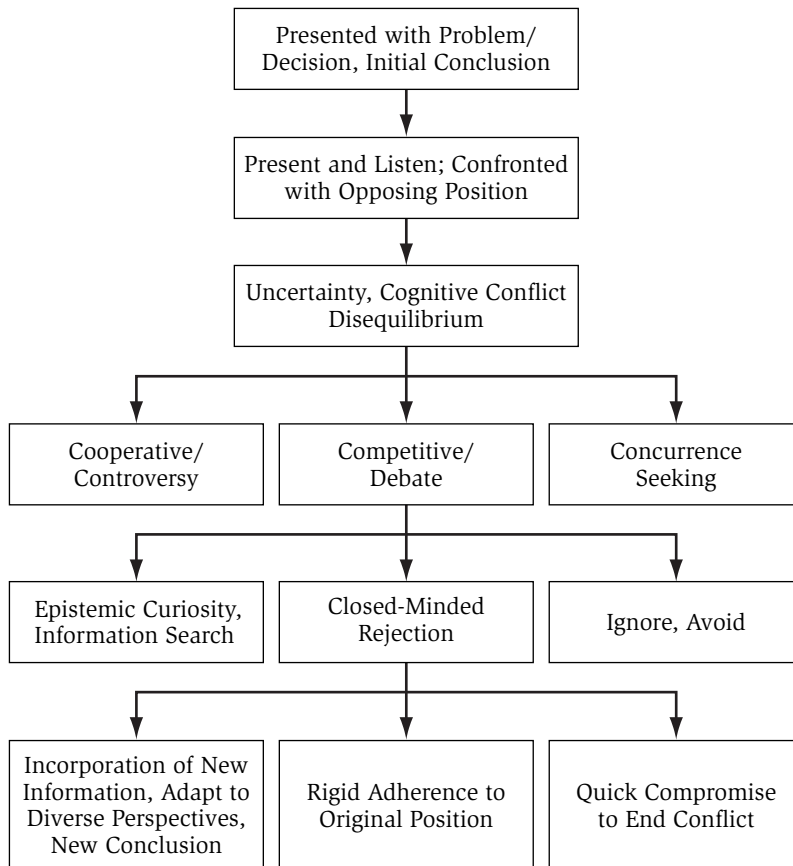 Presented with Problem/
Decision, Initial Conclusion
Present and Listen; Confronted
with Opposing Position
Uncertainty, Cognitive Conflict
Disequilibrium
Cooperative/
Controversy
Competitive/
Debate
Concurrence
Seeking
Epistemic Curiosity,
Information Search
Closed-Minded
Rejection
Ignore, Avoid
Incorporation of New
Information, Adapt to
Diverse Perspectives,
New Conclusion
Rigid Adherence to
Original Position
Quick Compromise
to End Conflict